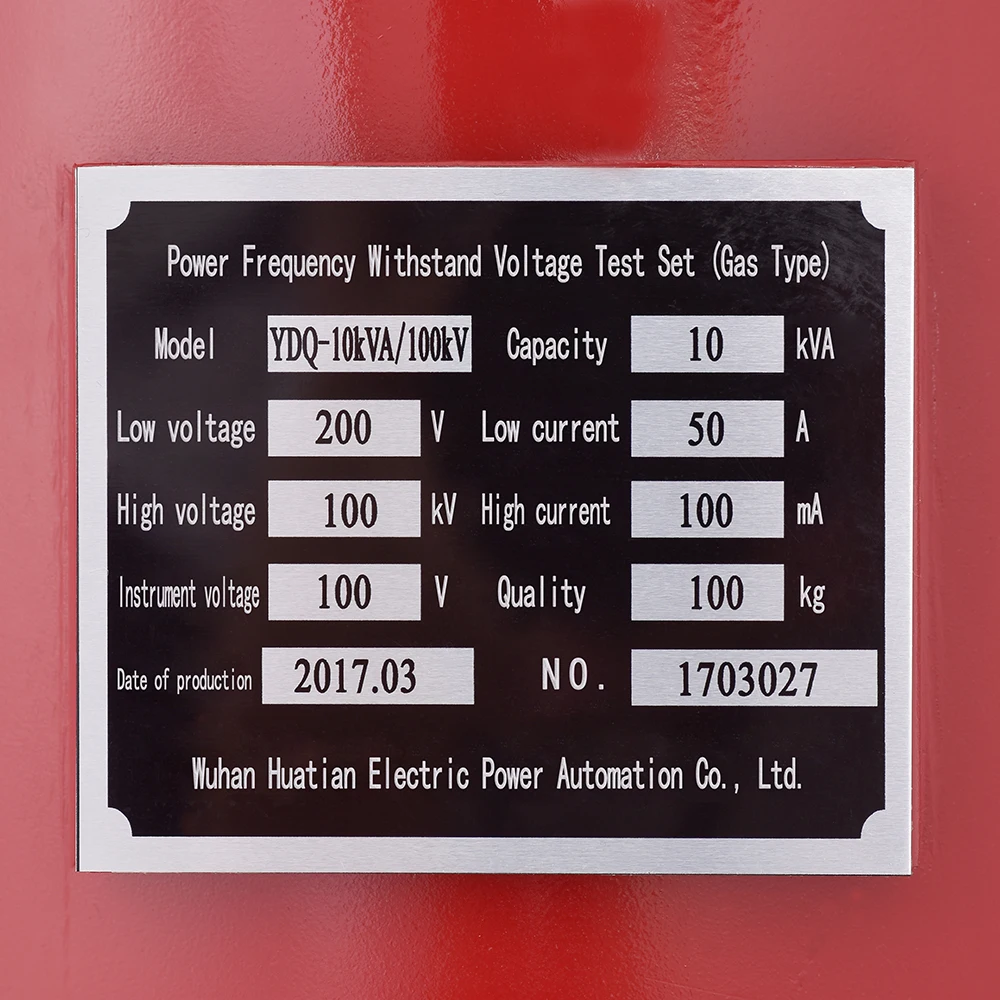 Power Frequency Withstand Voltage Test Set (Gas Type)
Model YDQ-10kVA/100kV Capacity 10 kVA
Low voltage 200 V Low current 50 A
High voltage 100 kV High current 100 mA
Instrument voltage 100 V Quality 100 kg
Date of production 2017.03 NO. 1703027
Wuhan Huatian Electric Power Automation Co., Ltd.